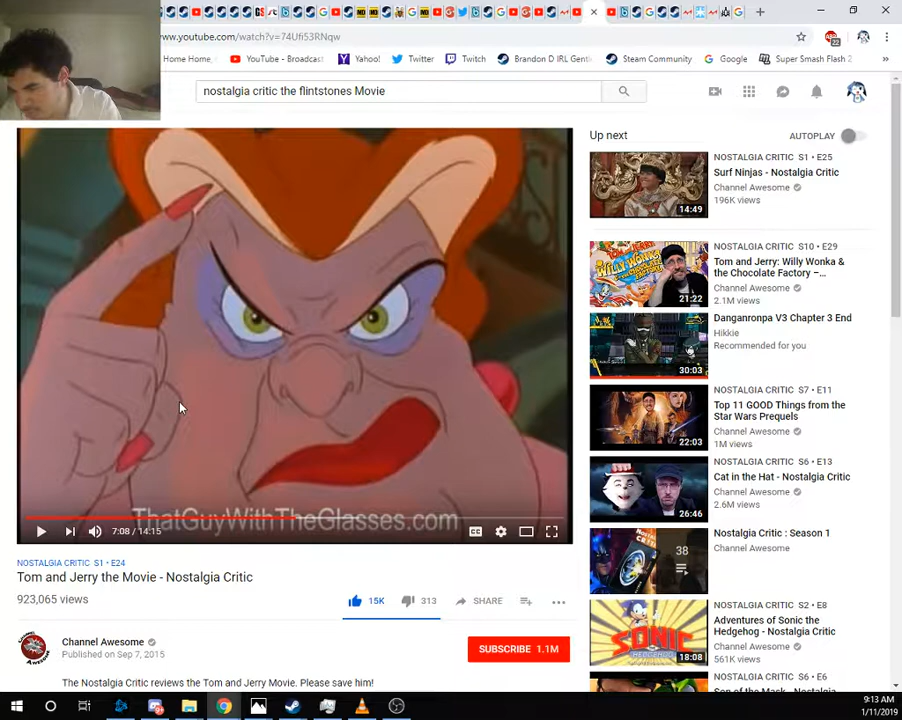 www.youtube.com/watch?v=74Ufi53RNqw
22
Home Home
YouTube - Broadcast
Yahoo!
Twitter
Twitch
Brandon D IRL Gent
Steam Community
Google
Super Smash Flash 2
nostalgia critic the flintstones Movie
Up next
AUTOPLAY
NOSTALGIA CRITIC S1 • E25
Surf Ninjas - Nostalgia Critic
Channel Awesome
196K views
14:49
NOSTALGIA CRITIC S10 • E29
Tom and Jerry: Willy Wonka &
the Chocolate Factory –...
Channel Awesome
2.1M views
21:22
Danganronpa V3 Chapter 3 End
Hikkie
Recommended for you
30:03
NOSTALGIA CRITIC S7 • E11
Top 11 GOOD Things from the
Star Wars Prequels
Channel Awesome
1M views
22:03
NOSTALGIA CRITIC S6 • E13
Cat in the Hat - Nostalgia Critic
Channel Awesome
2.6M views
26:46
Nostalgia Critic : Season 1
Channel Awesome
38
NOSTALGIA CRITIC S2 • E8
Adventures of Sonic the
Hedgehog - Nostalgia Critic
Channel Awesome
561K views
18:08
NOSTALGIA CRITIC S6 • E6
Son of the Mask - Nostalgia
ThatGuyWithTheGlasses.com
7:08 / 14:15
CC
NOSTALGIA CRITIC S1 • E24
Tom and Jerry the Movie - Nostalgia Critic
923,065 views
15K
313
SHARE
Channel Awesome
Published on Sep 7, 2015
SUBSCRIBE 1.1M
The Nostalgia Critic reviews the Tom and Jerry Movie. Please save him!
9:13 AM
1/11/2019